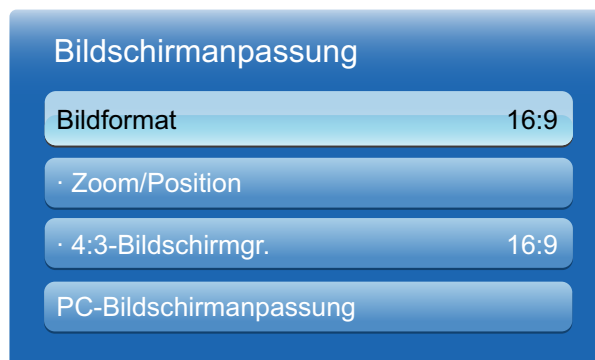 Bildschirmanpassung
Bildformat 16:9
· Zoom/Position
· 4:3-Bildschirmgr. 16:9
PC-Bildschirmanpassung